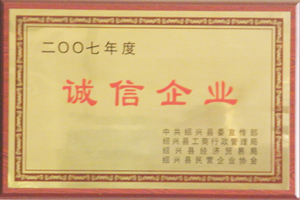 二〇〇七年度
诚信企业
中共绍兴县委宣传部
绍兴县工商行政管理局
绍兴县经济贸易局
绍兴县民营企业协会